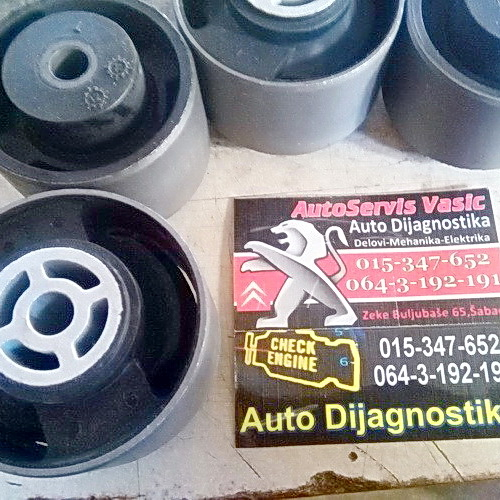 AutoServis Vasic
Auto Dijagnostika
Delovi-Mehanika-Elektrika
015-347-652
064-3-192-191
Zeke Buljubaše 65,Šaba
CHECK
ENGINE
015-347-652
064-3-192-19
Auto Dijagnostik